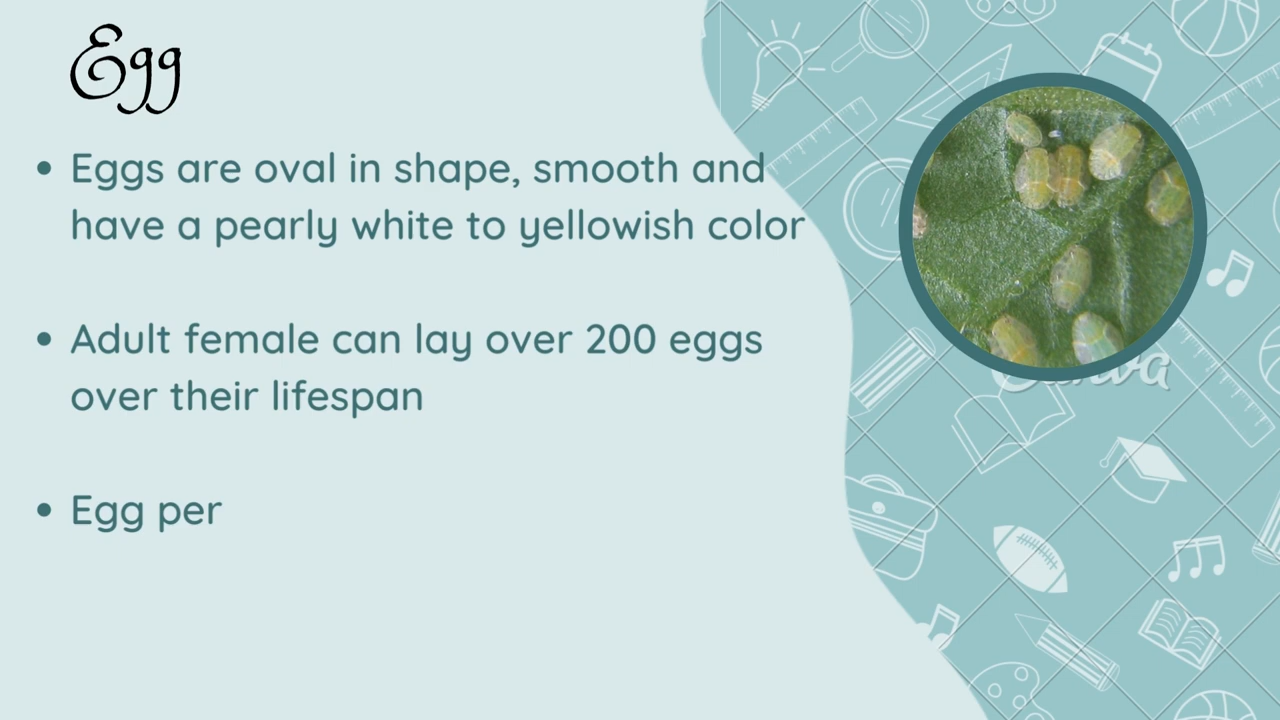 Egg
Eggs are oval in shape, smooth and
have a pearly white to yellowish color
Adult female can lay over 200 eggs
over their lifespan
Egg per